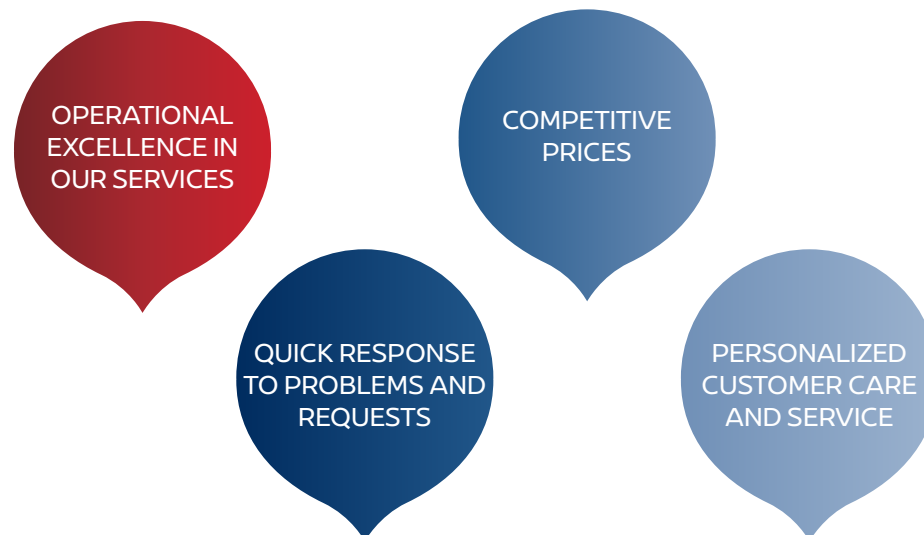 OPERATIONAL
EXCELLENCE IN
OUR SERVICES
QUICK RESPONSE
TO PROBLEMS AND
REQUESTS
COMPETITIVE
PRICES
PERSONALIZED
CUSTOMER CARE
AND SERVICE